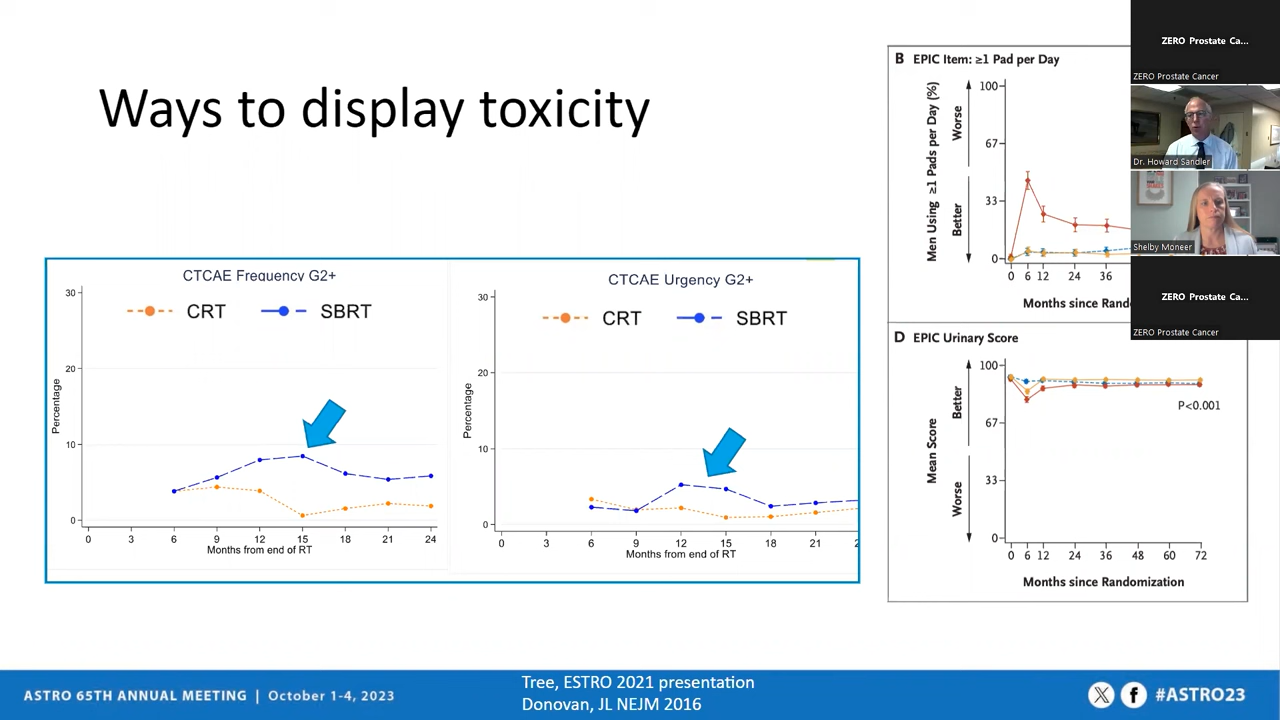 Ways to display toxicity
CTCAE Frequency G2+
CRT
SBRT
30
20
10
0
Percentage
0 3 6 9 12 15 18 21 24
Months from end of RT
CTCAE Urgency G2+
CRT
SBRT
30
20
10
0
Percentage
0 3 6 9 12 15 18 21
Months from end of RT
B EPIC Item: ≥1 Pad per Day
Men Using ≥1 Pads per Day (%)
Worse
Better
100
67
33
0
0 6 12 24 36
Months since
D EPIC Urinary Score
Mean Score
Better
Worse
100
67
33
0
P<0.001
0 6 12 24 36 48 60 72
Months since Randomization
ZERO Prostate Ca...
ZERO Prostate Cancer
Dr. Howard Sandler
Shelby Moneer
ZERO Prostate Ca...
ZERO Prostate Cancer
ASTRO 65TH ANNUAL MEETING | October 1-4, 2023
Tree, ESTRO 2021 presentation
Donovan, JL NEJM 2016
#ASTRO23